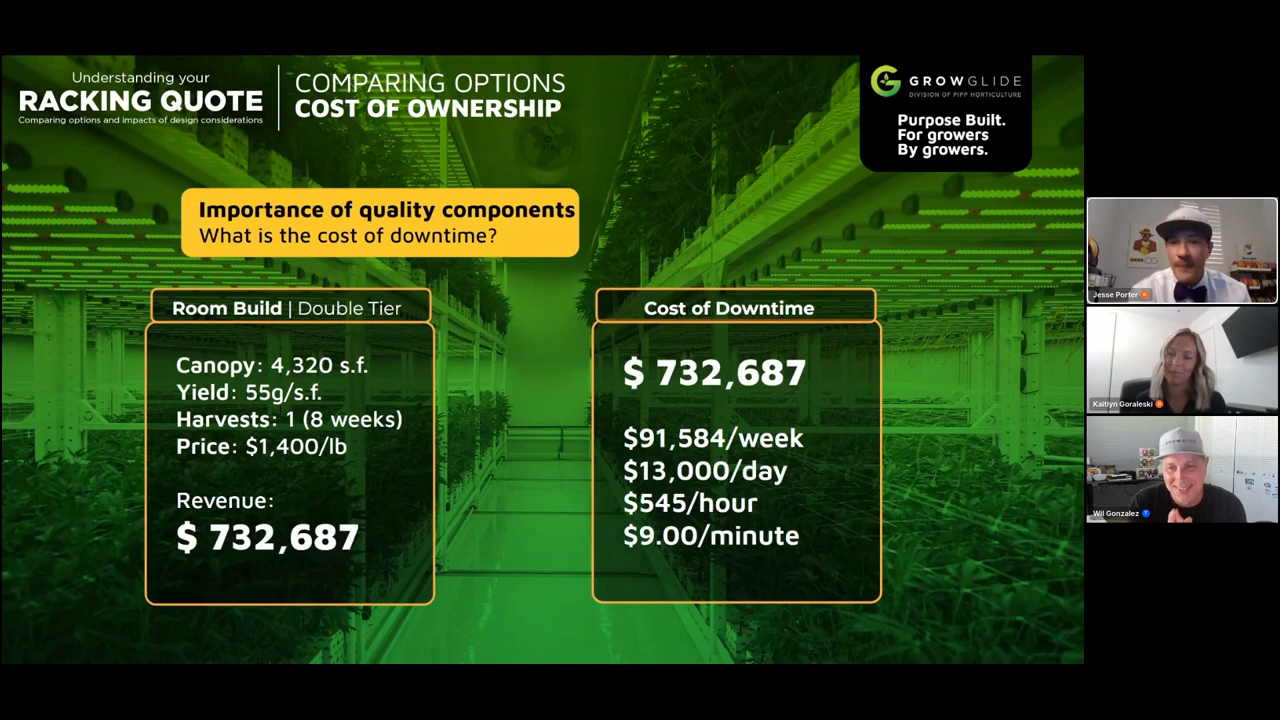 Understanding your
RACKING QUOTE
Comparing options and impacts of design considerations
COMPARING OPTIONS
COST OF OWNERSHIP
GROWGLIDE
DIVISION OF PIPP HORTICULTURE
Purpose Built.
For growers
By growers.
Importance of quality components
What is the cost of downtime?
Room Build | Double Tier
Canopy: 4,320 s.f.
Yield: 55g/s.f.
Harvests: 1 (8 weeks)
Price: $1,400/lb
Revenue:
$ 732,687
Cost of Downtime
$ 732,687
$91,584/week
$13,000/day
$545/hour
$9.00/minute
Jesse Porter
Kaitlyn Goraleski
Wil Gonzalez